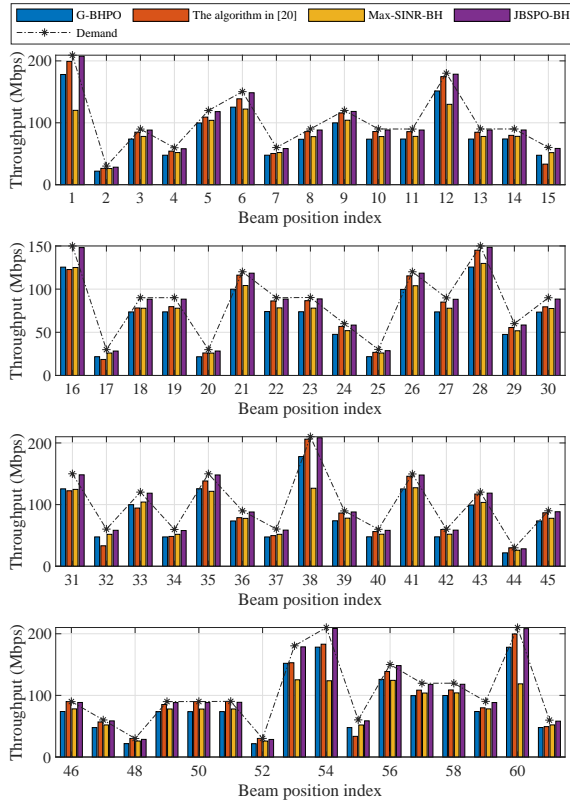 G-BHPO The algorithm in [20] Max-SINR-BH JBSPO-BH
Demand
Throughput (Mbps)
200
100
0
1 2 3 4 5 6 7 8 9 10 11 12 13 14 15
Beam position index
Throughput (Mbps)
150
100
50
0
16 17 18 19 20 21 22 23 24 25 26 27 28 29 30
Beam position index
Throughput (Mbps)
200
100
0
31 32 33 34 35 36 37 38 39 40 41 42 43 44 45
Beam position index
Throughput (Mbps)
200
100
0
46 48 50 52 54 56 58 60
Beam position index